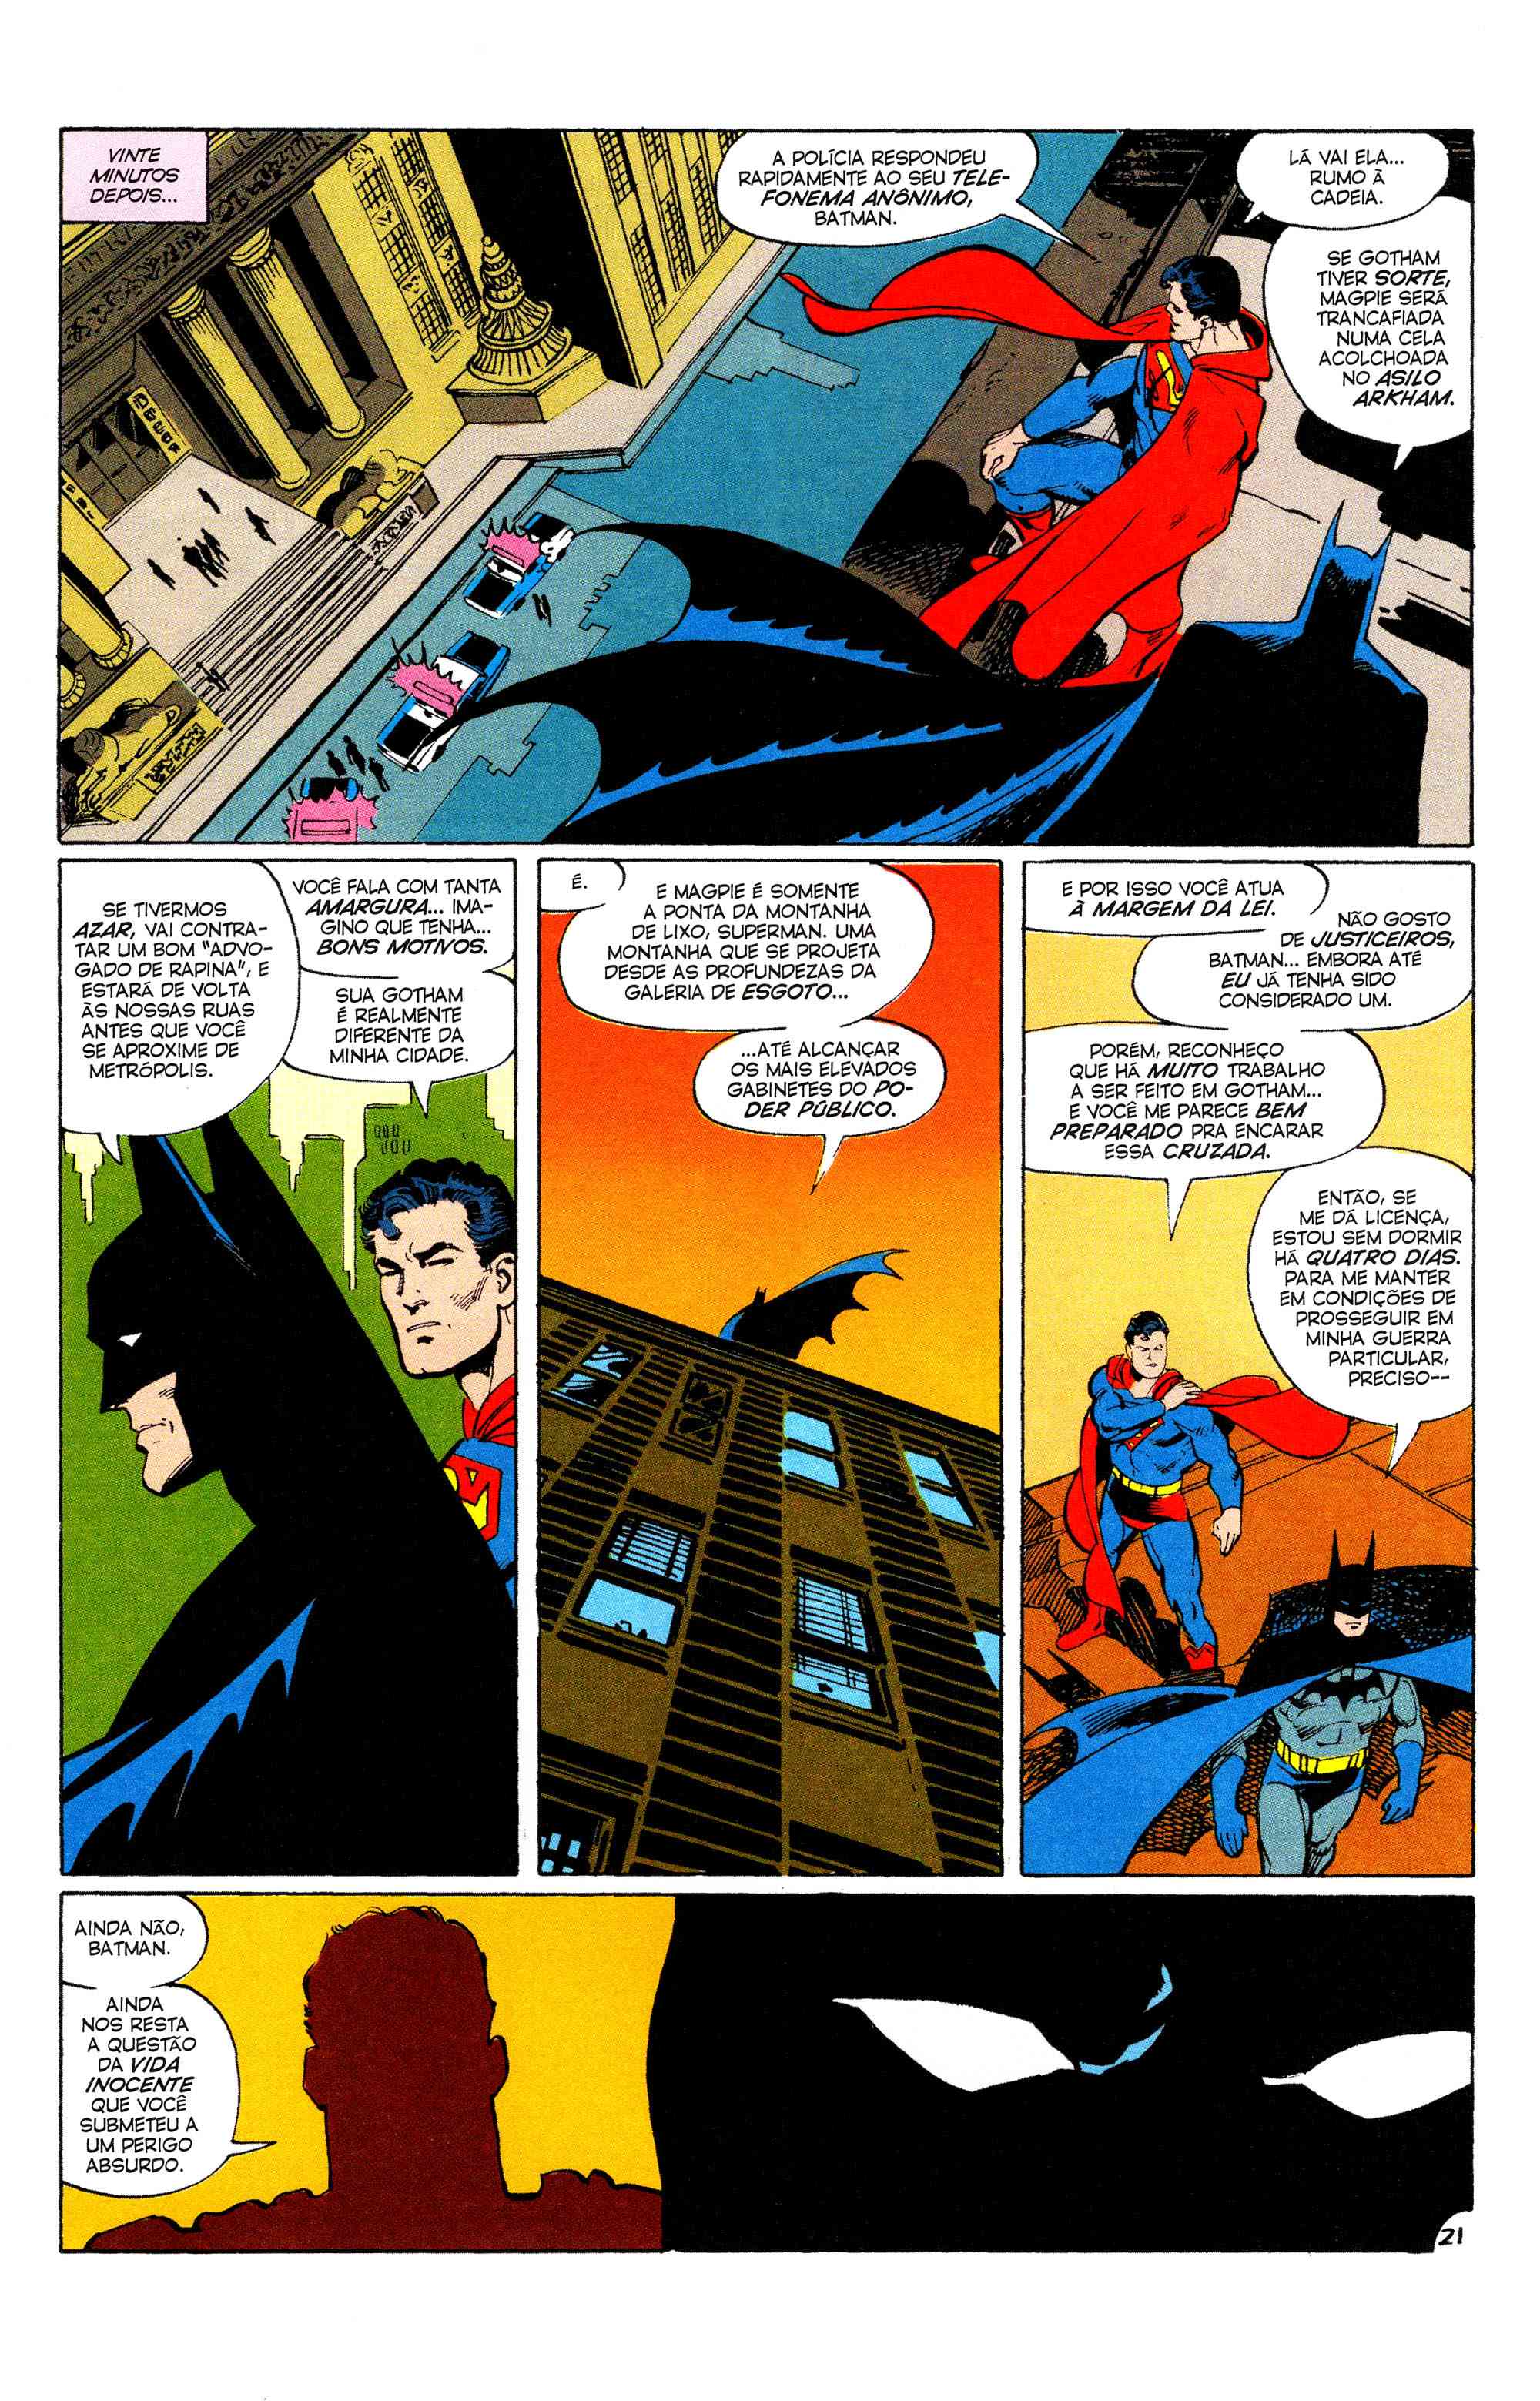 VINTE
MINUTOS
DEPOIS...
A POLÍCIA RESPONDEU
RAPIDAMENTE AO SEU TELE-
FONEMA ANÔNIMO,
BATMAN.
LÁ VAI ELA...
RUMO À
CADEIA.
SE GOTHAM
TIVER SORTE,
MAGPIE SERÁ
TRANCAFIADA
NUMA CELA
ACOLCHOADA
NO ASILO
ARKHAM.
SE TIVERMOS
AZAR, VAI CONTRA-
TAR UM BOM "ADVO-
GADO DE RAPINA", E
ESTARÁ DE VOLTA
ÀS NOSSAS RUAS
ANTES QUE VOCÊ
SE APROXIME DE
METRÓPOLIS.
VOCÊ FALA COM TANTA
AMARGURA... IMA-
GINO QUE TENHA...
BONS MOTIVOS.
SUA GOTHAM
É REALMENTE
DIFERENTE DA
MINHA CIDADE.
É.
E MAGPIE É SOMENTE
A PONTA DA MONTANHA
DE LIXO, SUPERMAN. UMA
MONTANHA QUE SE PROJETA
DESDE AS PROFUNDEZAS DA
GALERIA DE ESGOTO...
...ATÉ ALCANÇAR
OS MAIS ELEVADOS
GABINETES DO PO-
DER PÚBLICO.
E POR ISSO VOCÊ ATUA
À MARGEM DA LEI.
NÃO GOSTO
DE JUSTICEIROS,
BATMAN... EMBORA ATÉ
EU JÁ TENHA SIDO
CONSIDERADO UM.
PORÉM, RECONHEÇO
QUE HÁ MUITO TRABALHO
A SER FEITO EM GOTHAM...
E VOCÊ ME PARECE BEM
PREPARADO PRA ENCARAR
ESSA CRUZADA.
ENTÃO, SE
ME DÁ LICENÇA,
ESTOU SEM DORMIR
HÁ QUATRO DIAS.
PARA ME MANTER
EM CONDIÇÕES DE
PROSSEGUIR EM
MINHA GUERRA
PARTICULAR,
PRECISO--
AINDA NÃO,
BATMAN.
AINDA
NOS RESTA
A QUESTÃO
DA VIDA
INOCENTE
QUE VOCÊ
SUBMETEU A
UM PERIGO
ABSURDO.
21